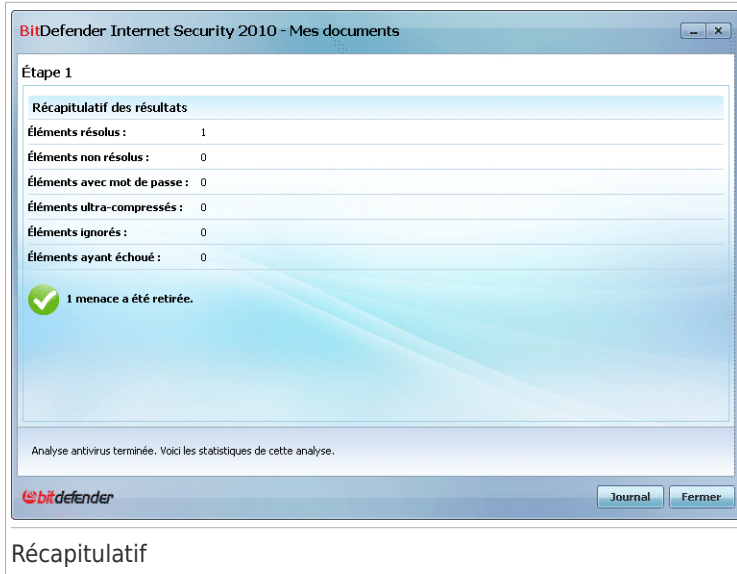 BitDefender Internet Security 2010 - Mes documents
Étape 1
Récapitulatif des résultats
Éléments résolus : 1
Éléments non résolus : 0
Éléments avec mot de passe : 0
Éléments ultra-compressés : 0
Éléments ignorés : 0
Éléments ayant échoué : 0
1 menace a été retirée.
Analyse antivirus terminée. Voici les statistiques de cette analyse.
bitdefender
Journal Fermer
Récapitulatif